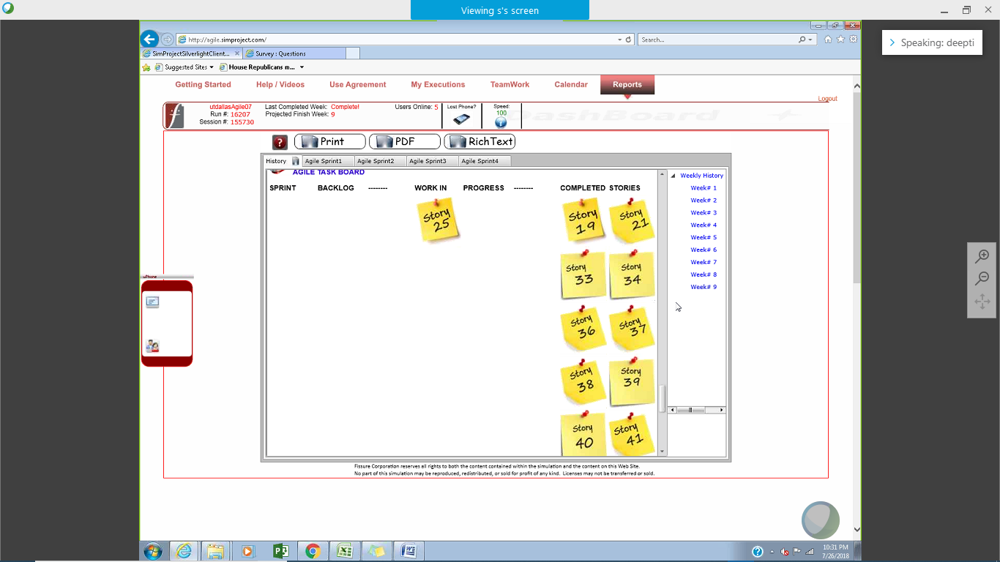 Viewing s's screen
Speaking: deepti
http://agile.simproject.com/
Search...
SimProjectSilverlightClient...
Survey : Questions
Suggested Sites
House Republicans m...
Getting Started
Help / Videos
Use Agreement
My Executions
TeamWork
Calendar
Reports
Logout
utdallasAgile07
Run #: 16207
Session #: 155730
Last Completed Week: Complete!
Projected Finish Week: 9
Users Online: 5
Lost Phone?
Speed:
100
DashBoard
Print
PDF
RichText
History
Agile Sprint1
Agile Sprint2
Agile Sprint3
Agile Sprint4
AGILE TASK BOARD
SPRINT BACKLOG -------- WORK IN PROGRESS -------- COMPLETED STORIES
Story 25
Story 19
Story 21
Story 33
Story 34
Story 36
Story 37
Story 38
Story 39
Story 40
Story 41
Weekly History
Week# 1
Week# 2
Week# 3
Week# 4
Week# 5
Week# 6
Week# 7
Week# 8
Week# 9
uPhone
Fissure Corporation reserves all rights to both the content contained within the simulation and the content on this Web Site.
No part of this simulation may be reproduced, redistributed, or sold for profit of any kind. Licenses may not be transferred or sold.
10:31 PM
7/26/2018